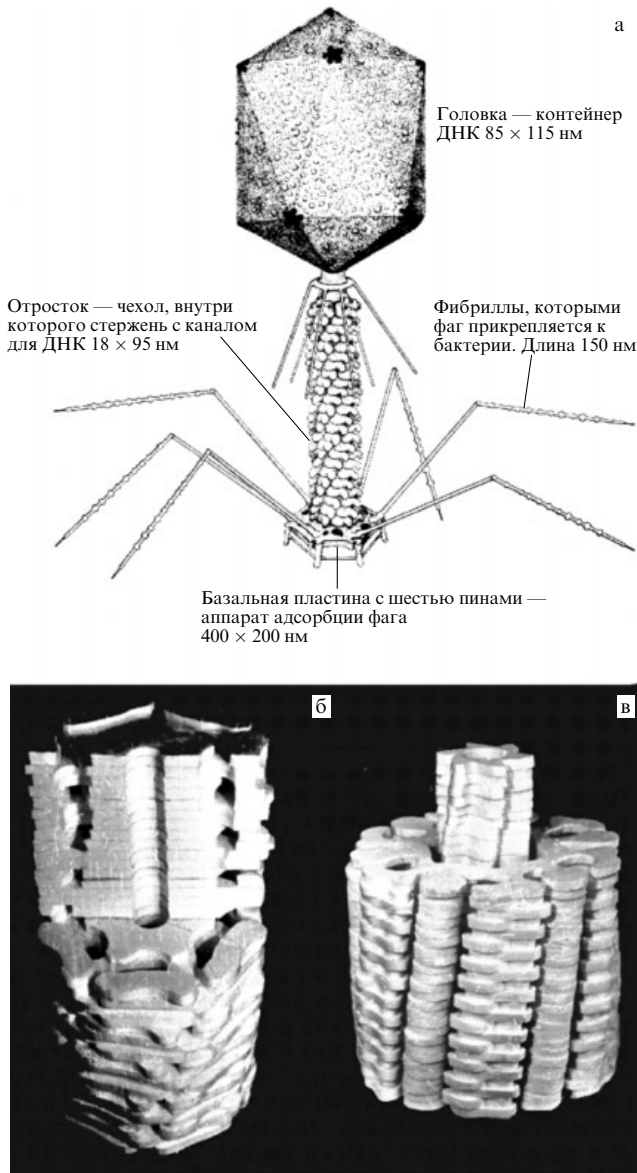 а
Головка — контейнер
ДНК 85 × 115 нм
Отросток — чехол, внутри
которого стержень с каналом
для ДНК 18 × 95 нм
Фибриллы, которыми
фаг прикрепляется к
бактерии. Длина 150 нм
Базальная пластина с шестью пинами —
аппарат адсорбции фага
400 × 200 нм
б
в